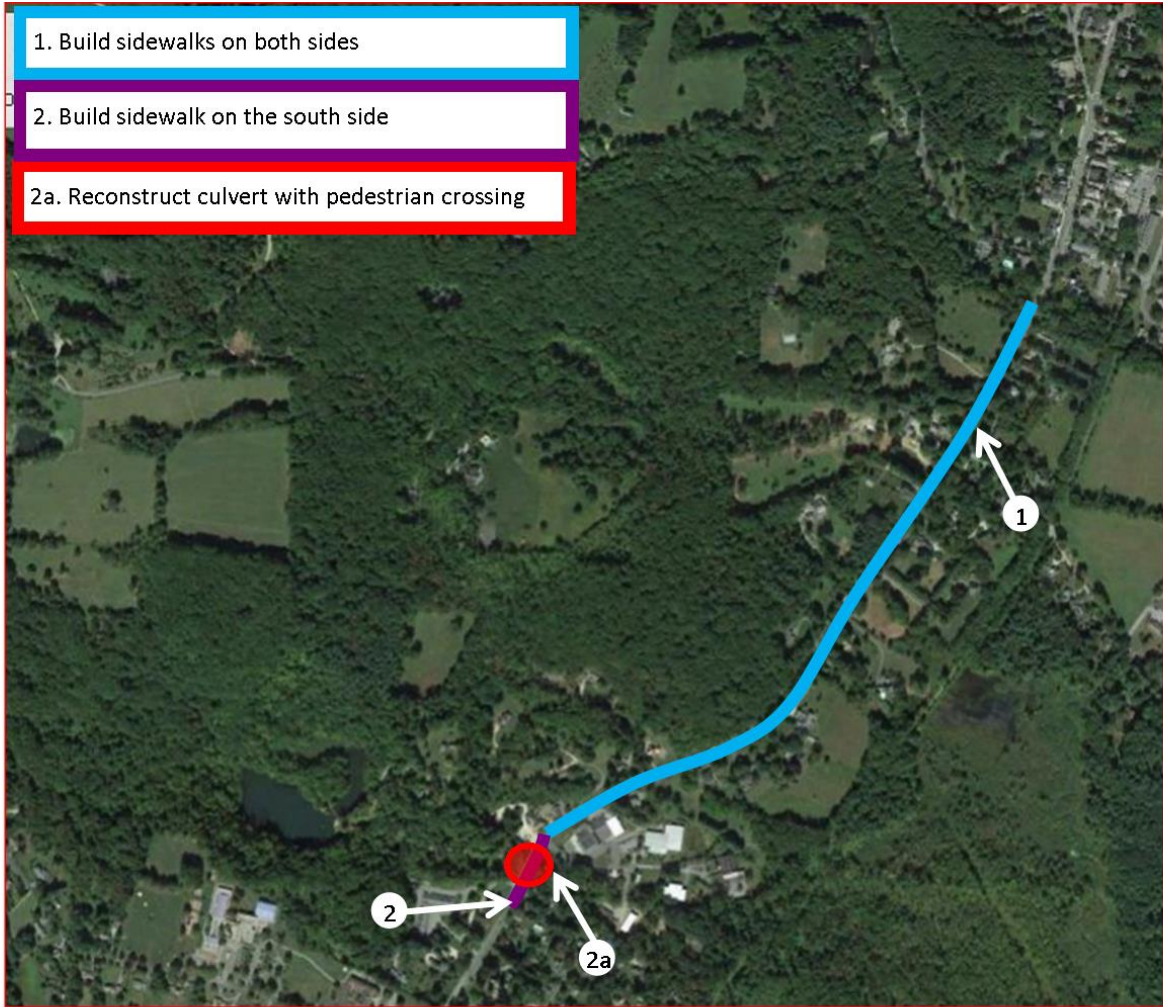 1. Build sidewalks on both sides
2. Build sidewalk on the south side
2a. Reconstruct culvert with pedestrian crossing
1
2
2a